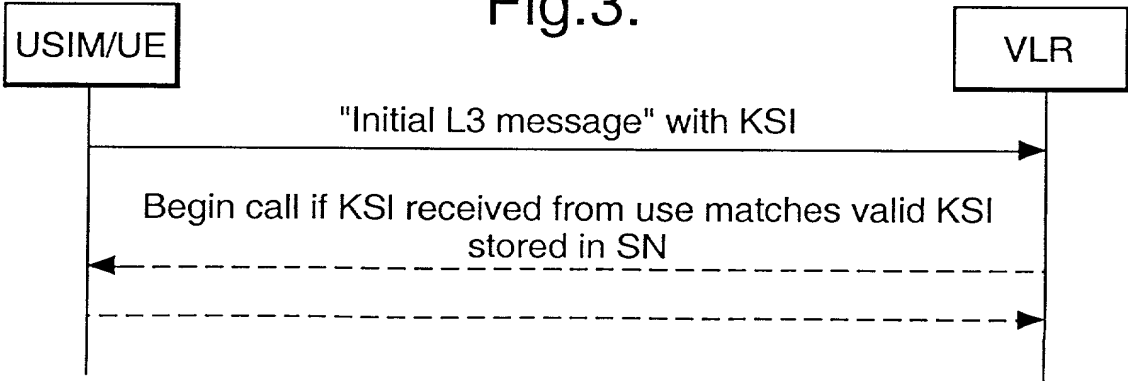 Fig.3.
USIM/UE
VLR
"Initial L3 message" with KSI
Begin call if KSI received from use matches valid KSI
stored in SN